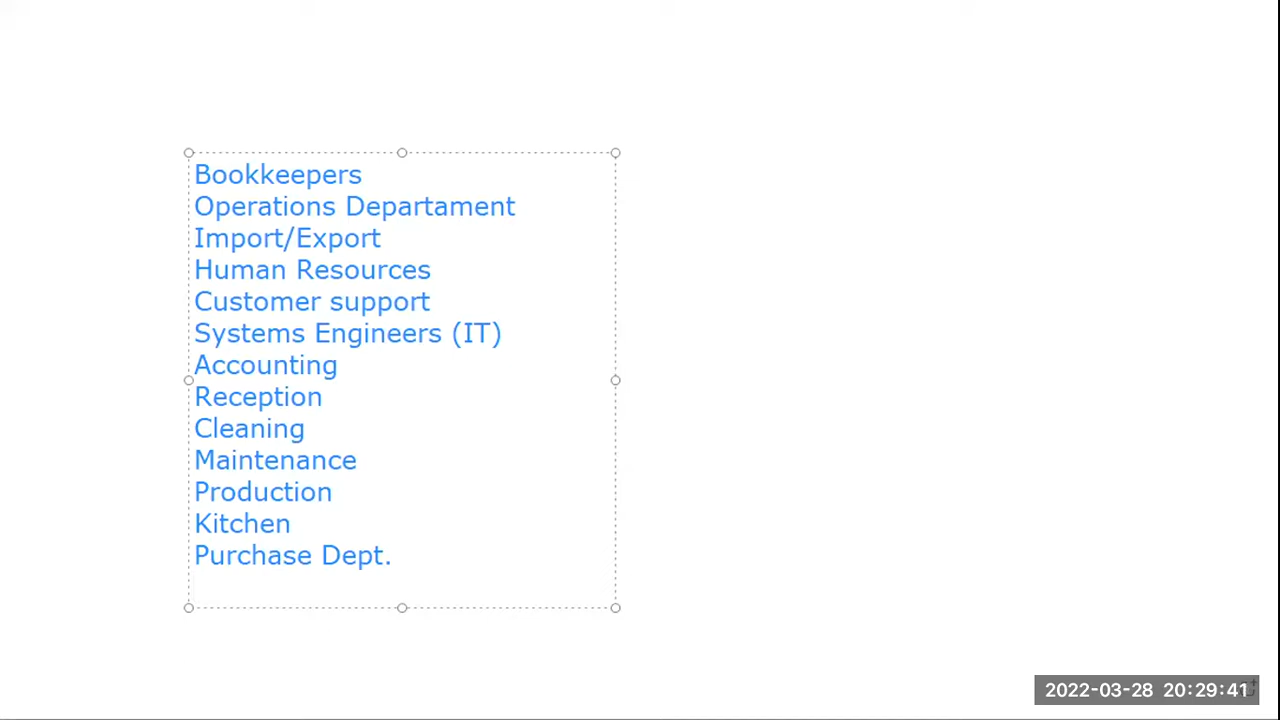 Bookkeepers
Operations Departament
Import/Export
Human Resources
Customer support
Systems Engineers (IT)
Accounting
Reception
Cleaning
Maintenance
Production
Kitchen
Purchase Dept.
2022-03-28 20:29:41